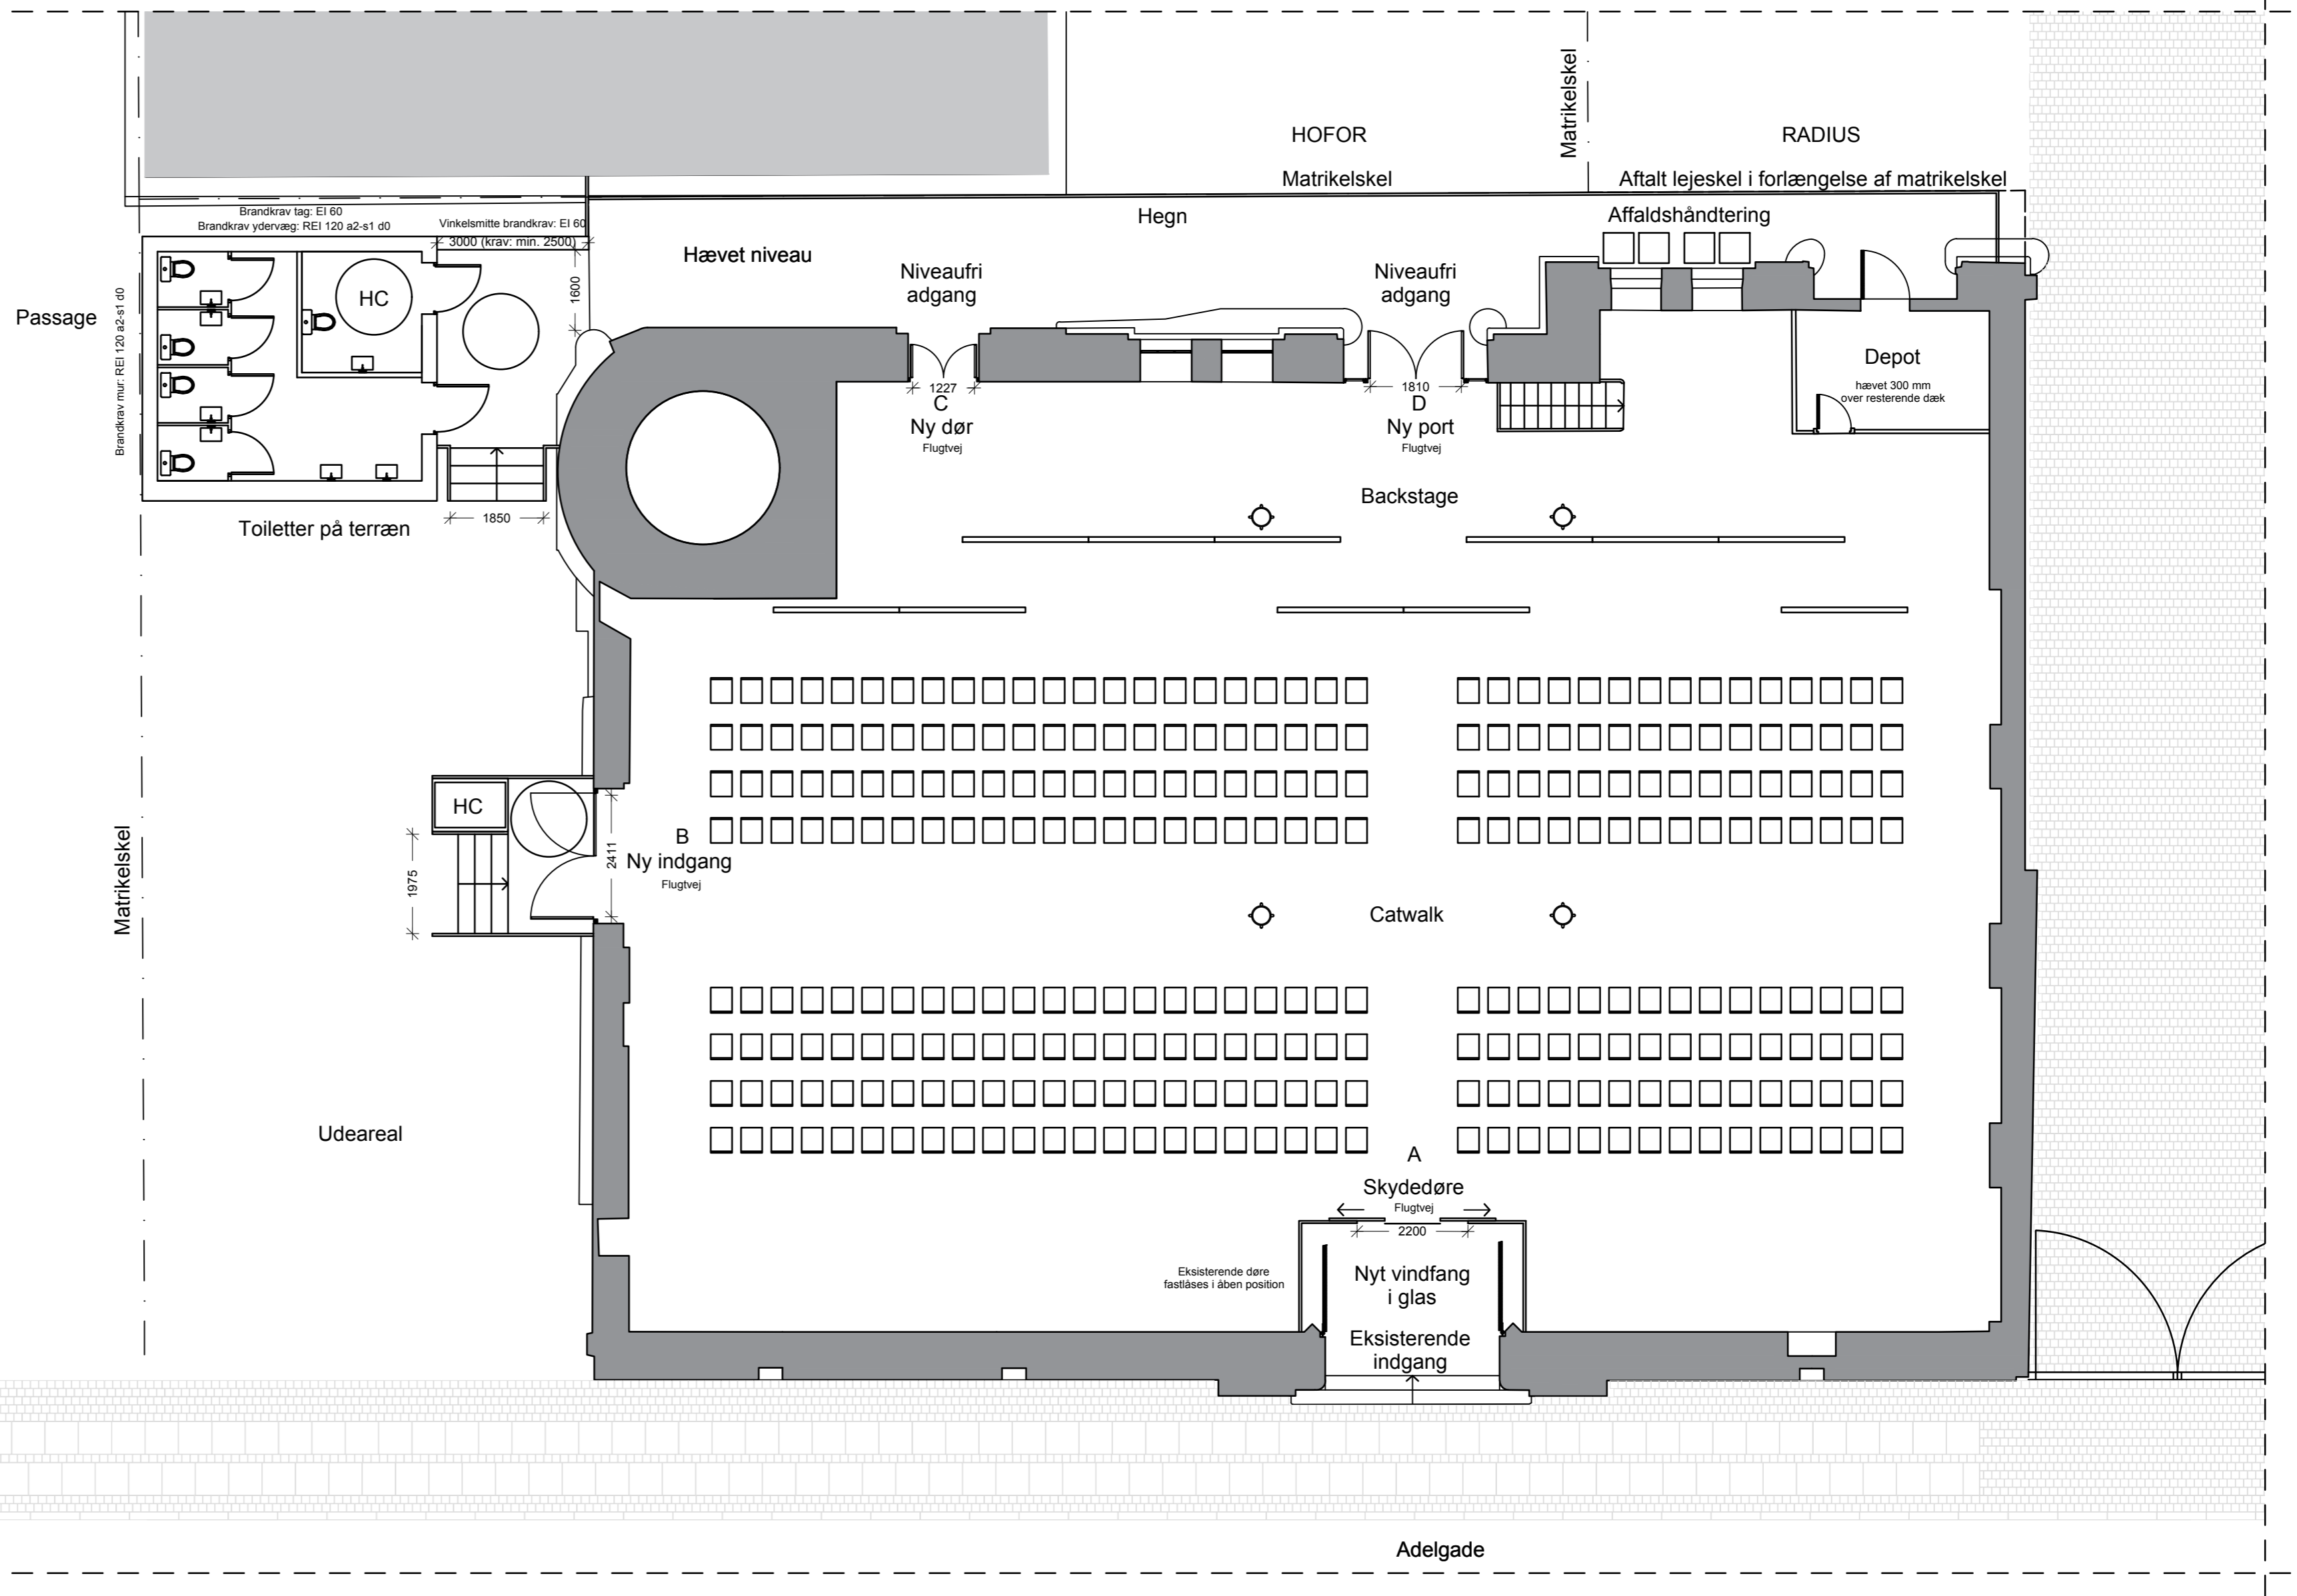 Matrikelskel
HOFOR
RADIUS
Matrikelskel
Aftalt lejeskel i forlængelse af matrikelskel
Brandkrav tag: EI 60
Brandkrav ydervæg: REI 120 a2-s1 d0
Vinkelsmitte brandkrav: EI 60
3000 (krav: min. 2500)
Hegn
Affaldshåndtering
Hævet niveau
Niveaufri
adgang
Niveaufri
adgang
1600
HC
Passage
Brandkrav mur: REI 120 a2-s1 d0
Depot
hævet 300 mm
over resterende dæk
1227
C
Ny dør
Flugtvej
1810
D
Ny port
Flugtvej
Backstage
1850
Toiletter på terræn
HC
B
Ny indgang
Flugtvej
2411
1975
Matrikelskel
Catwalk
Udeareal
A
Skydedøre
Flugtvej
2200
Eksisterende døre
fastlåses i åben position
Nyt vindfang
i glas
Eksisterende
indgang
Adelgade